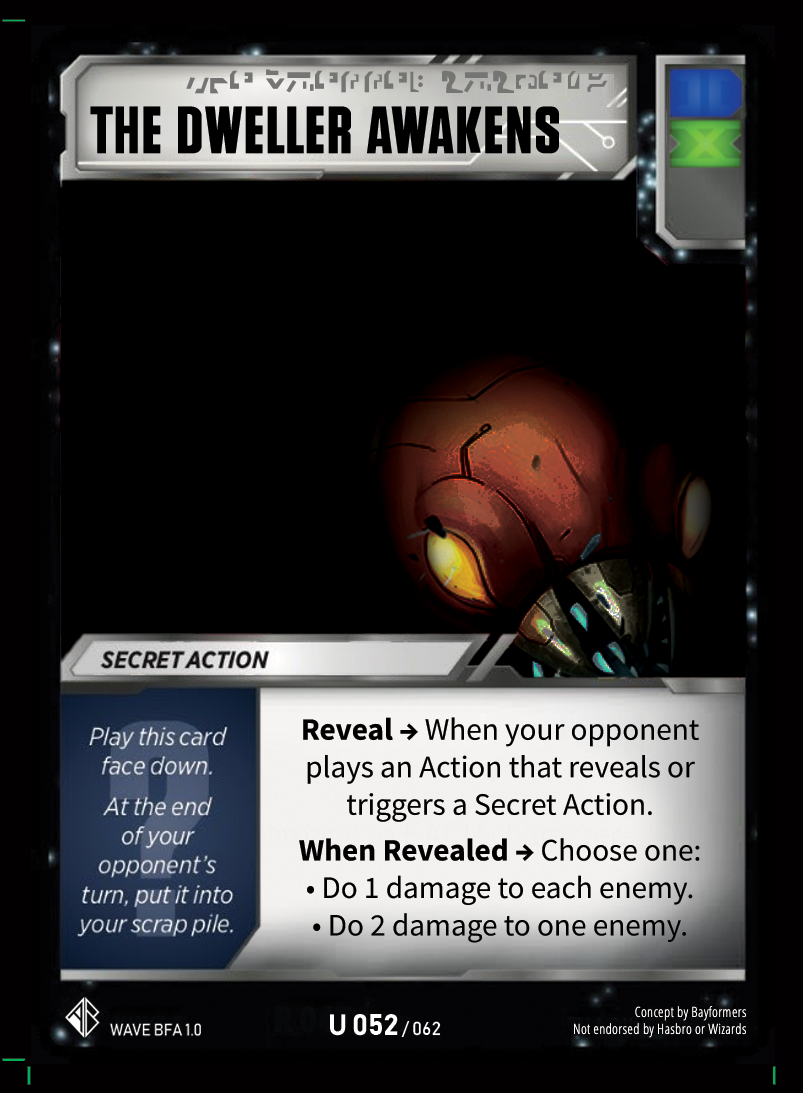 THE DWELLER AWAKENS
SECRET ACTION
Play this card
face down.
At the end
of your
opponent's
turn, put it into
your scrap pile.
Reveal → When your opponent
plays an Action that reveals or
triggers a Secret Action.
When Revealed → Choose one:
• Do 1 damage to each enemy.
• Do 2 damage to one enemy.
WAVE BFA 1.0
U 052/062
Concept by Bayformers
Not endorsed by Hasbro or Wizards